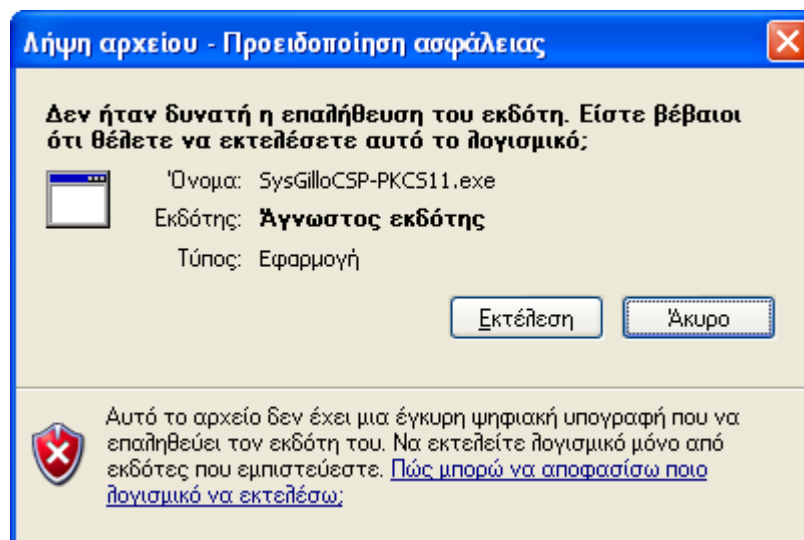 Λήψη αρχείου - Προειδοποίηση ασφάλειας
Δεν ήταν δυνατή η επαλήθευση του εκδότη. Είστε βέβαιοι
ότι θέλετε να εκτελέσετε αυτό το λογισμικό;
Όνομα: SysGilloCSP-PKCS11.exe
Εκδότης: Άγνωστος εκδότης
Τύπος: Εφαρμογή
Εκτέλεση Άκυρο
Αυτό το αρχείο δεν έχει μια έγκυρη ψηφιακή υπογραφή που να
επαληθεύει τον εκδότη του. Να εκτελείτε λογισμικό μόνο από
εκδότες που εμπιστεύεστε. Πώς μπορώ να αποφασίσω ποιο
λογισμικό να εκτελέσω;